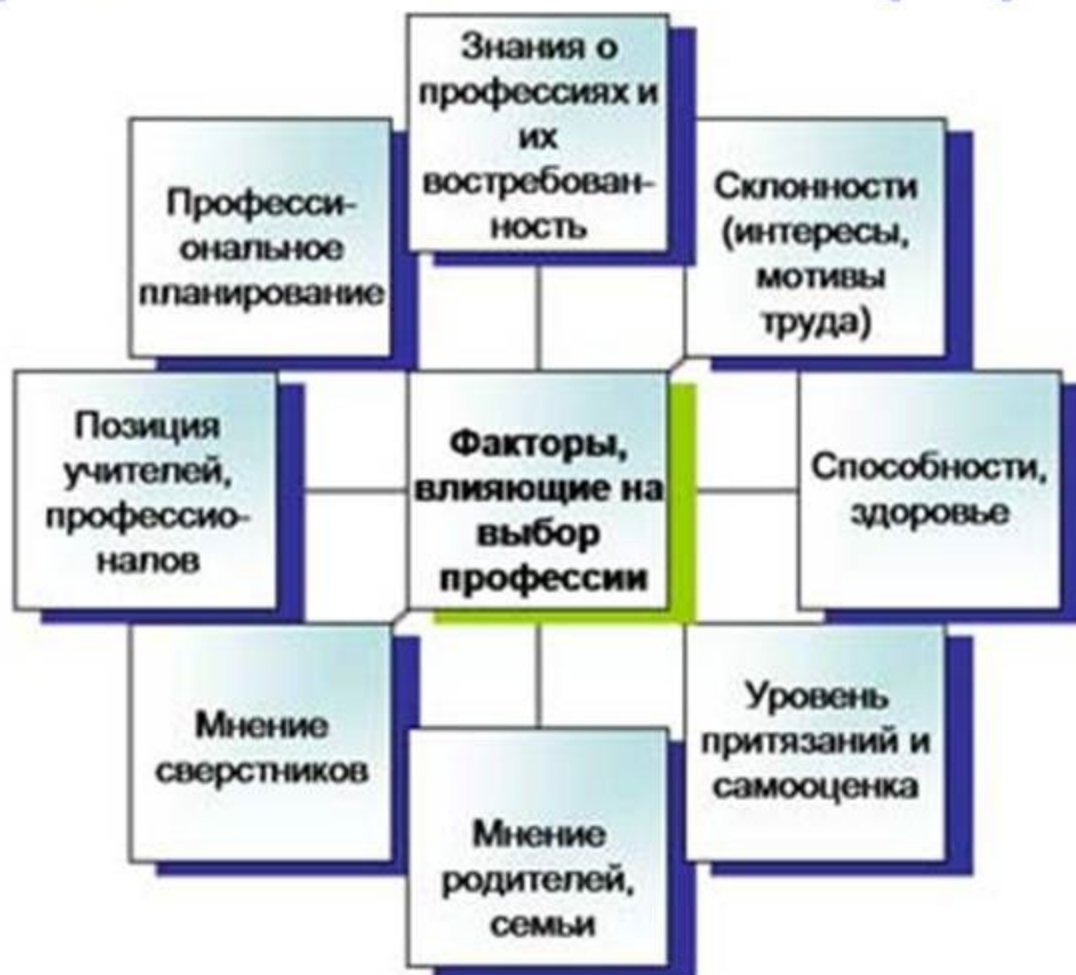 Знания о
профессиях и
их
востребован-
ность
Професси-
ональное
планирование
Склонности
(интересы,
мотивы
труда)
Позиция
учителей,
профессио-
налов
Факторы,
влияющие на
выбор
профессии
Способности,
здоровье
Мнение
сверстников
Мнение
родителей,
семьи
Уровень
притязаний и
самооценка